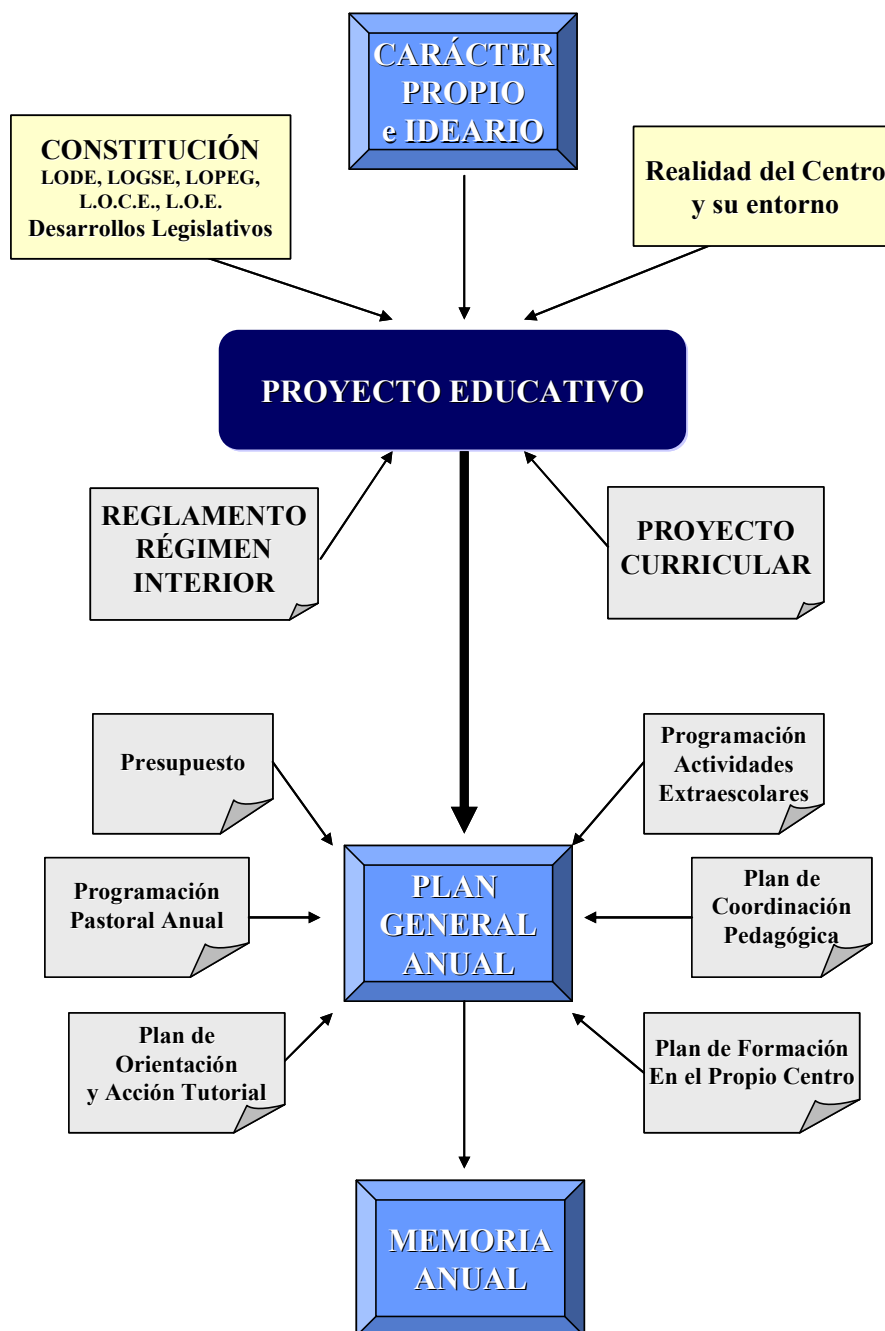 CARÁCTER
PROPIO
e IDEARIO
CONSTITUCIÓN
LODE, LOGSE, LOPEG,
L.O.C.E., L.O.E.
Desarrollos Legislativos
Realidad del Centro
y su entorno
PROYECTO EDUCATIVO
REGLAMENTO
RÉGIMEN
INTERIOR
PROYECTO
CURRICULAR
Presupuesto
Programación
Actividades
Extraescolares
Programación
Pastoral Anual
PLAN
GENERAL
ANUAL
Plan de
Coordinación
Pedagógica
Plan de
Orientación
y Acción Tutorial
Plan de Formación
En el Propio Centro
MEMORIA
ANUAL